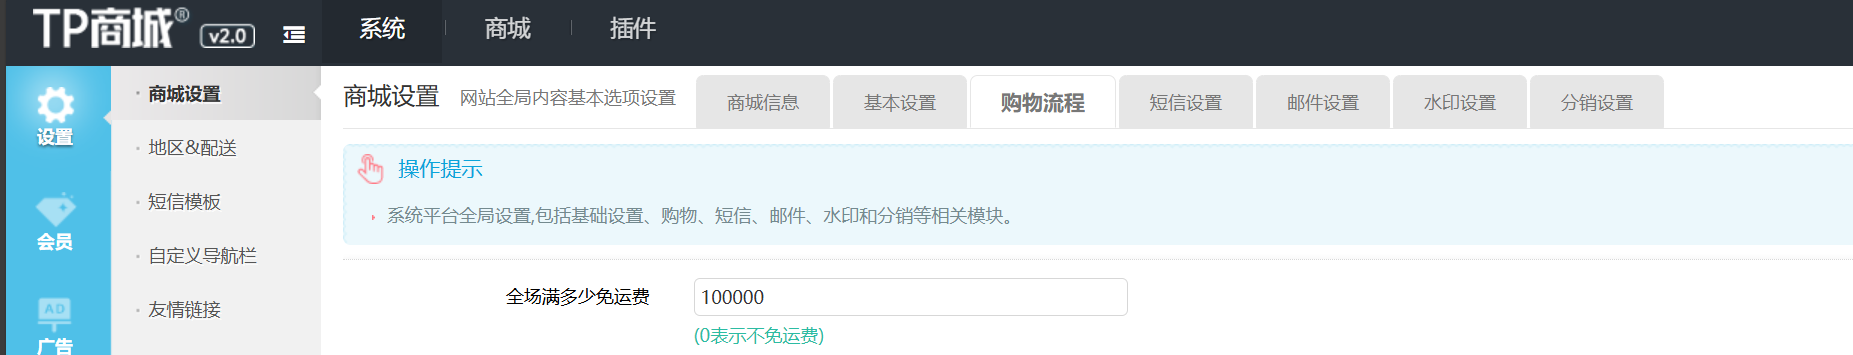 TP商城® v2.0
系统 商城 插件
设置
会员
AD
广告
商城设置
地区&配送
短信模板
自定义导航栏
友情链接
商城设置 网站全局内容基本选项设置 商城信息 基本设置 购物流程 短信设置 邮件设置 水印设置 分销设置
操作提示
系统平台全局设置,包括基础设置、购物、短信、邮件、水印和分销等相关模块。
全场满多少免运费 100000
(0表示不免运费)